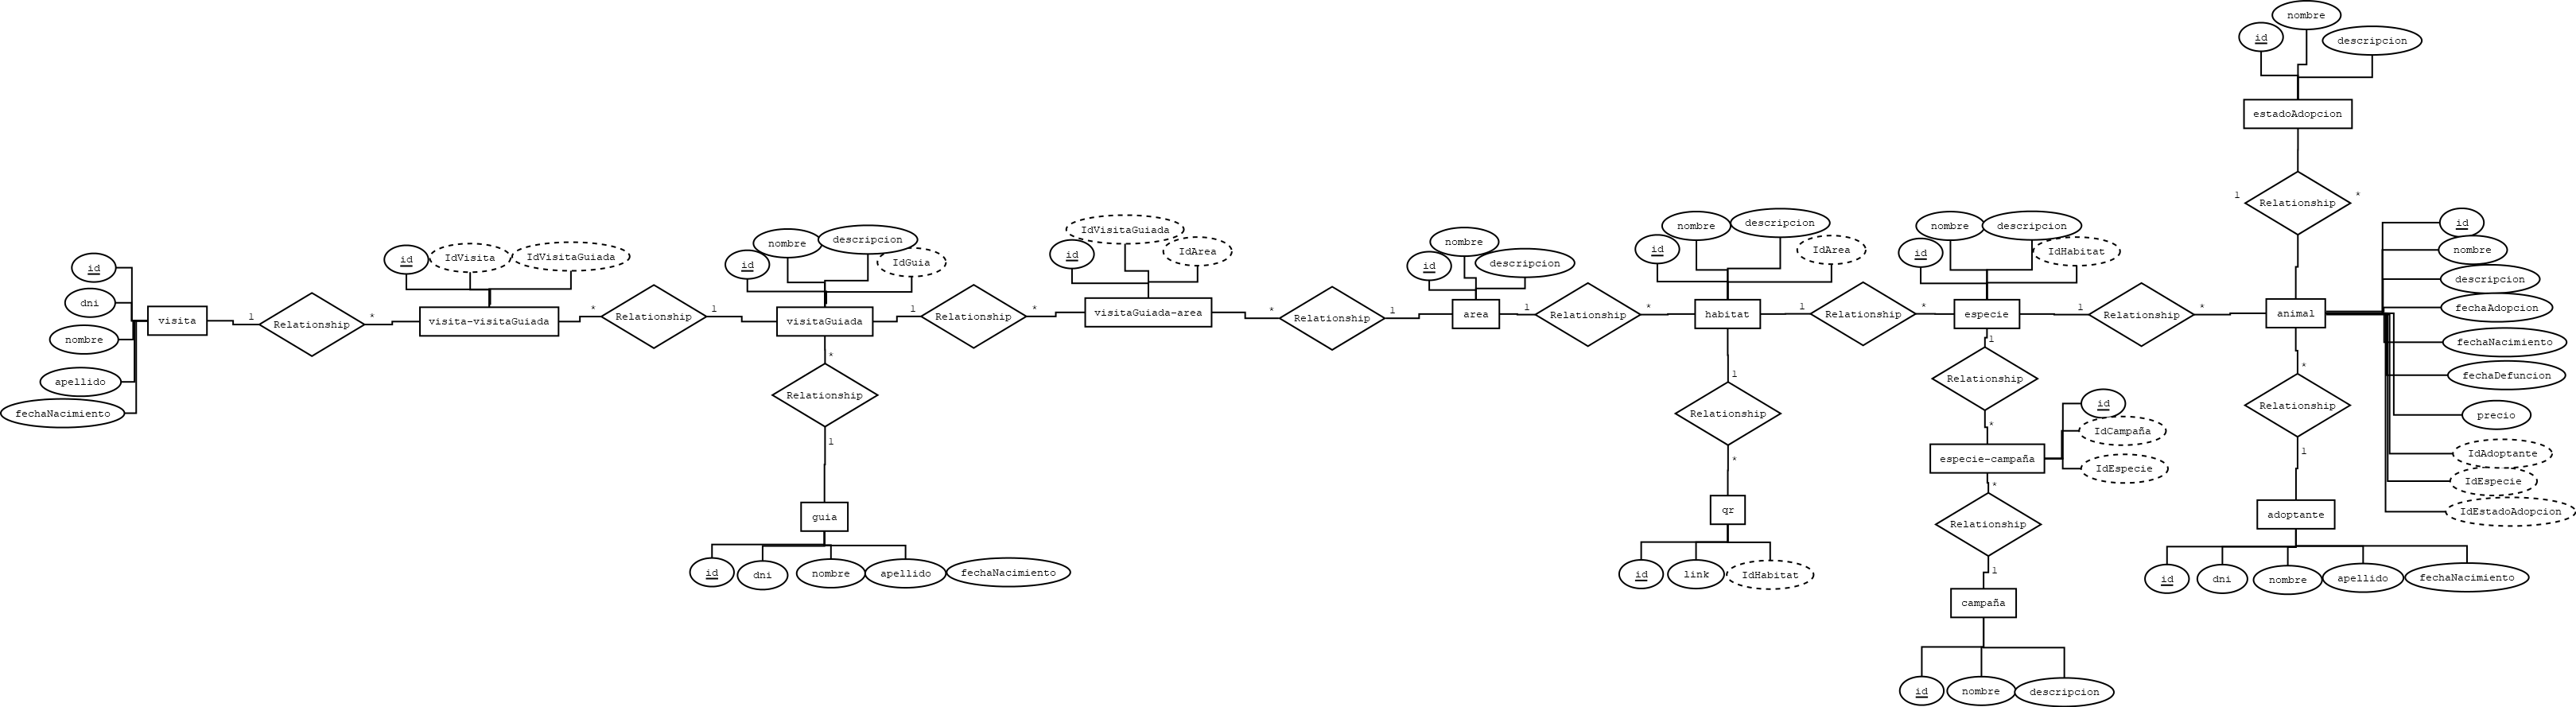 nombre
id
descripcion
estadoAdopcion
1
*
Relationship
id
dni
nombre
apellido
fechaNacimiento
visita
1
Relationship
*
id
IdVisita
IdVisitaGuiada
visita-visitaGuiada
*
Relationship
1
id
nombre
descripcion
IdGuia
visitaGuiada
*
Relationship
1
guia
id
dni
nombre
apellido
fechaNacimiento
1
Relationship
*
IdVisitaGuiada
id
IdArea
visitaGuiada-area
*
Relationship
1
nombre
id
descripcion
area
1
Relationship
*
nombre
descripcion
id
IdArea
habitat
1
Relationship
*
qr
id
link
IdHabitat
1
Relationship
*
nombre
descripcion
id
IdHabitat
especie
1
Relationship
*
especie-campaña
id
IdCampaña
IdEspecie
*
Relationship
1
campaña
id
nombre
descripcion
1
Relationship
*
animal
id
nombre
descripcion
fechaAdopcion
fechaNacimiento
fechaDefuncion
precio
IdAdoptante
IdEspecie
IdEstadoAdopcion
*
Relationship
1
adoptante
id
dni
nombre
apellido
fechaNacimiento